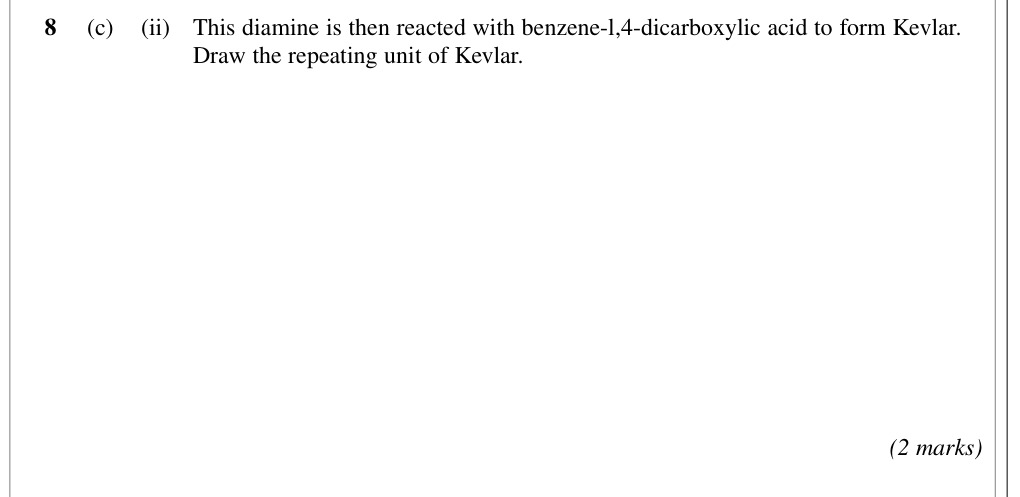 8 (c) (ii) This diamine is then reacted with benzene-l,4-dicarboxylic acid to form Kevlar.
Draw the repeating unit of Kevlar.
(2 marks)